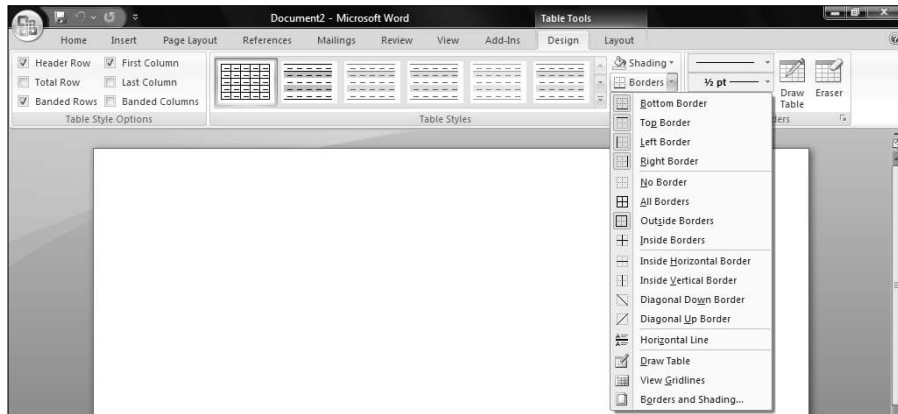 Document2 - Microsoft Word
Table Tools
Home Insert Page Layout References Mailings Review View Add-Ins Design Layout
Header Row First Column
Total Row Last Column
Banded Rows Banded Columns
Table Style Options
Table Styles
Shading
Borders
½ pt
Draw Table
Eraser
ders
Bottom Border
Top Border
Left Border
Right Border
No Border
All Borders
Outside Borders
Inside Borders
Inside Horizontal Border
Inside Vertical Border
Diagonal Down Border
Diagonal Up Border
Horizontal Line
Draw Table
View Gridlines
Borders and Shading...